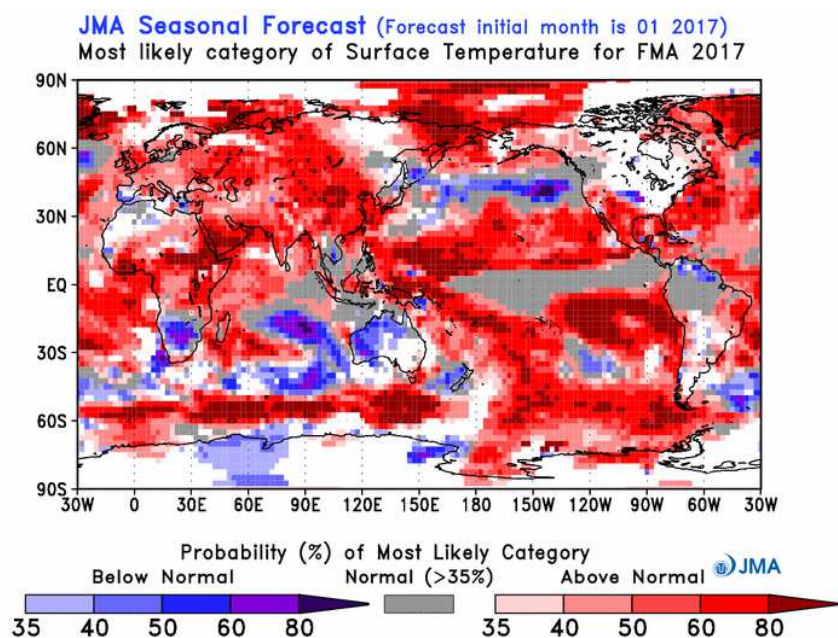 JMA Seasonal Forecast (Forecast initial month is 01 2017)
Most likely category of Surface Temperature for FMA 2017
90N
60N
30N
EQ
30S
60S
90S
30W 0 30E 60E 90E 120E 150E 180 150W 120W 90W 60W 30W
Probability (%) of Most Likely Category
Below Normal Normal (>35%) Above Normal
JMA
35 40 50 60 80 35 40 50 60 80